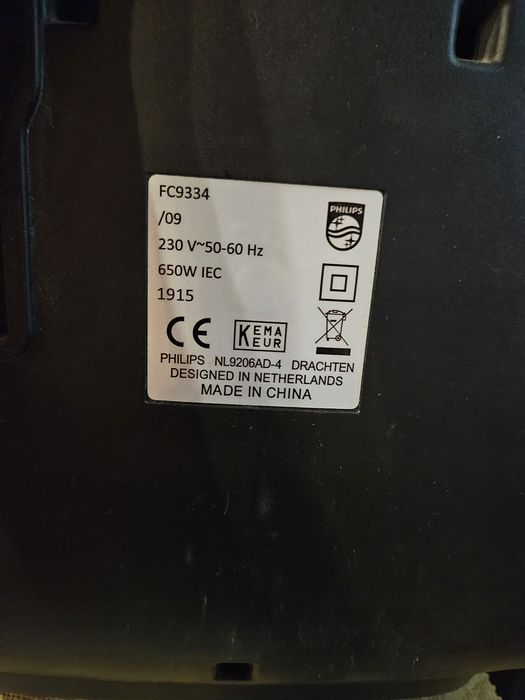 FC9334
PHILIPS
/09
230 V~50-60 Hz
650W IEC
1915
CE KEMA
KEUR
PHILIPS NL9206AD-4 DRACHTEN
DESIGNED IN NETHERLANDS
MADE IN CHINA